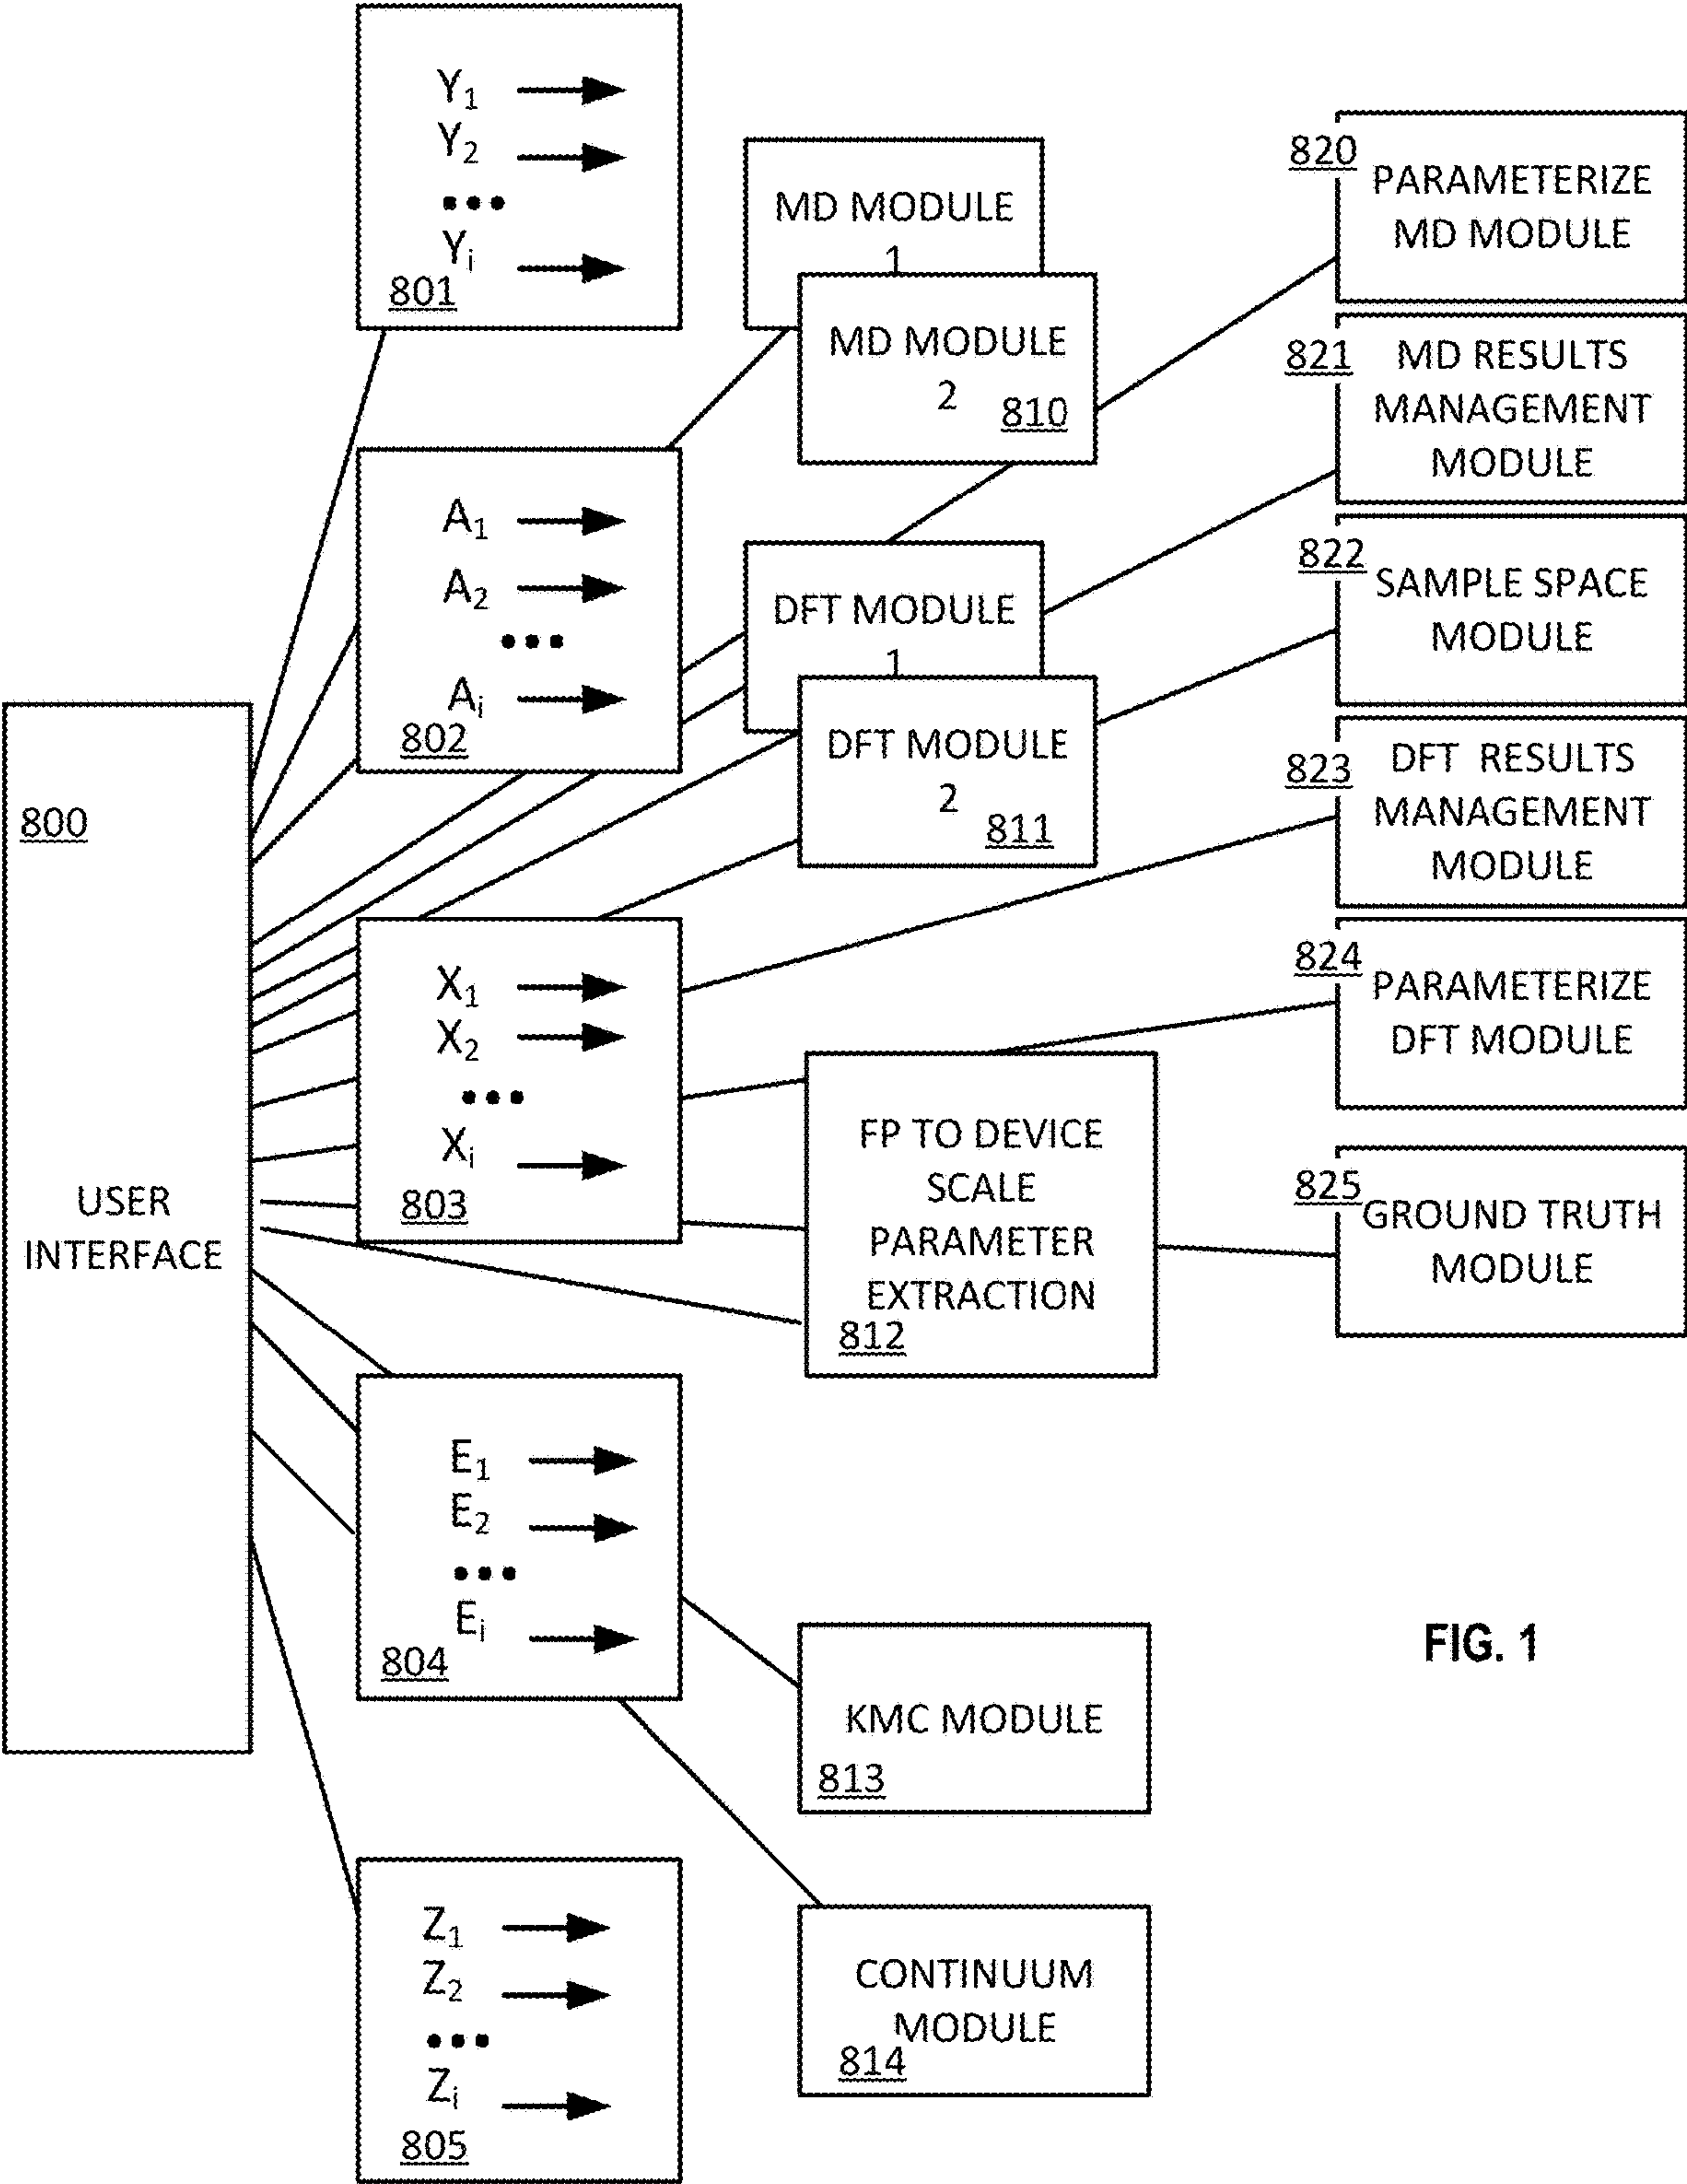 Y1
Y2
•••
Yi
801
MD MODULE
1
MD MODULE
2
810
820
PARAMETERIZE
MD MODULE
821
MD RESULTS
MANAGEMENT
MODULE
A1
A2
•••
Ai
802
DFT MODULE
1
DFT MODULE
2
811
822
SAMPLE SPACE
MODULE
823
DFT RESULTS
MANAGEMENT
MODULE
800
USER
INTERFACE
X1
X2
•••
Xi
803
FP TO DEVICE
SCALE
PARAMETER
EXTRACTION
812
824
PARAMETERIZE
DFT MODULE
825
GROUND TRUTH
MODULE
E1
E2
•••
Ei
804
KMC MODULE
813
FIG. 1
Z1
Z2
•••
Zi
805
CONTINUUM
MODULE
814